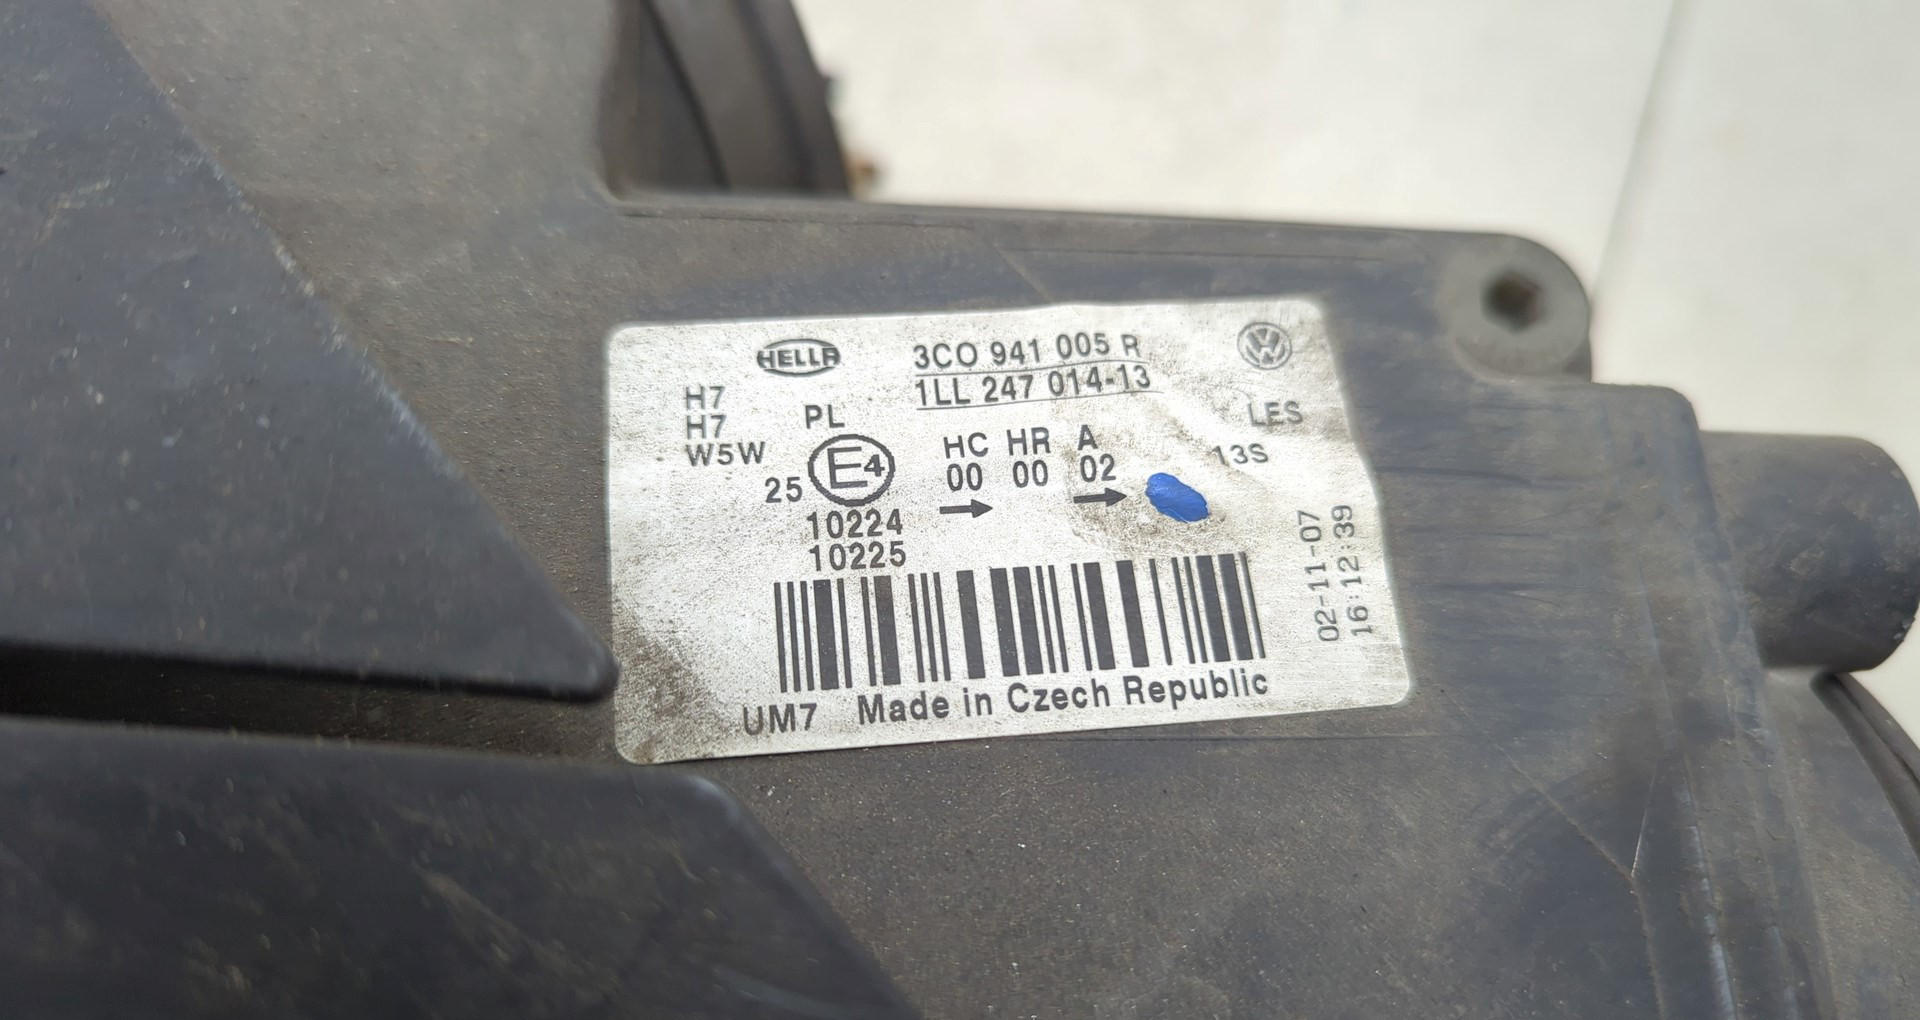 HELLA
3C0 941 005 R
1LL 247 014-13
H7
H7
W5W
PL
LES
13S
25 E4
HC HR A
00 00 02
10224
10225
02-11-07
16:12:39
UM7 Made in Czech Republic